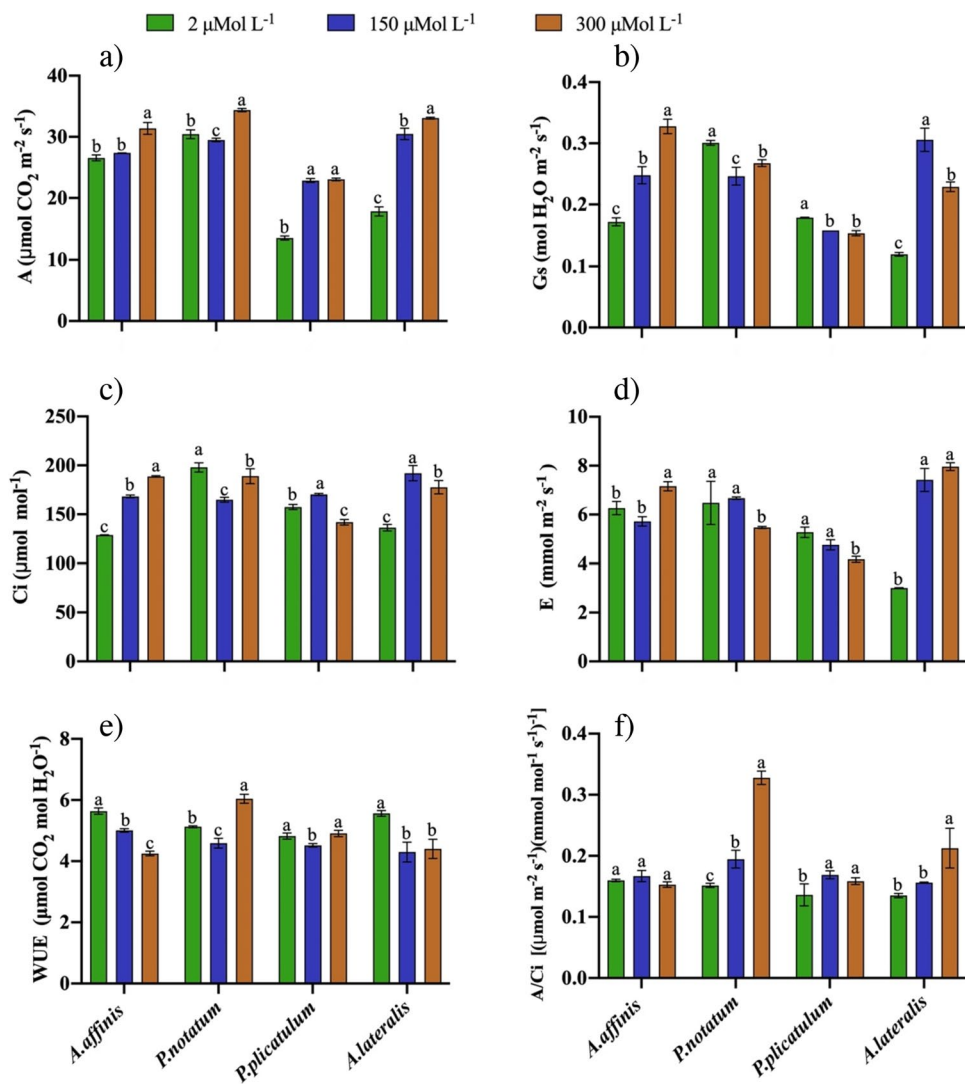 2 μMol L⁻¹ 150 μMol L⁻¹ 300 μMol L⁻¹
a)
A (μmol CO₂ m⁻² s⁻¹)
40
30
20
10
0
b b a b c a b a a c b a
b)
Gs (mol H₂O m⁻² s⁻¹)
0.4
0.3
0.2
0.1
0.0
c b a a c b a b b c a b
c)
Ci (μmol mol⁻¹)
250
200
150
100
50
0
c b a a c b b a c c a b
d)
E (mmol m⁻² s⁻¹)
10
8
6
4
2
0
b b a a a b a a b b a a
e)
WUE (μmol CO₂ mol H₂O⁻¹)
8
6
4
2
0
a b c b c a a b a a b b
A.affinis P.notatum P.plicatulum A.lateralis
f)
A/Ci [(μmol m⁻² s⁻¹)(mmol mol⁻¹ s⁻¹)⁻¹]
0.4
0.3
0.2
0.1
0.0
a a a c b a b a a b b a
A.affinis P.notatum P.plicatulum A.lateralis